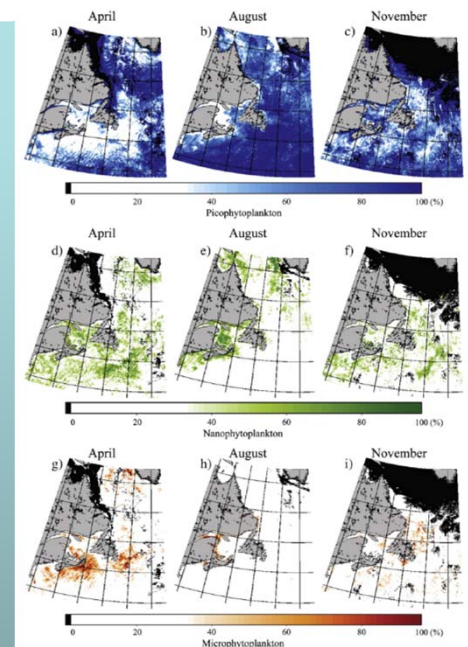 April August November
a) b) c)
0 20 40 60 80 100 (%)
Picophytoplankton
April August November
d) e) f)
0 20 40 60 80 100 (%)
Nanophytoplankton
April August November
g) h) i)
0 20 40 60 80 100 (%)
Microphytoplankton